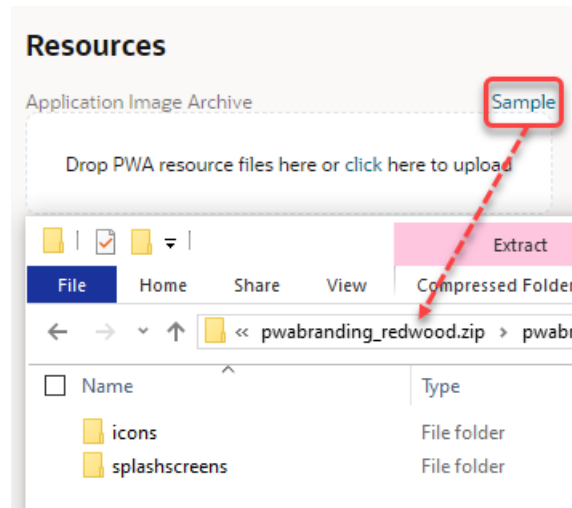 Resources
Application Image Archive Sample
Drop PWA resource files here or click here to upload
Extract
File Home Share View Compressed Folder
« pwabranding_redwood.zip › pwabr
Name Type
icons File folder
splashscreens File folder